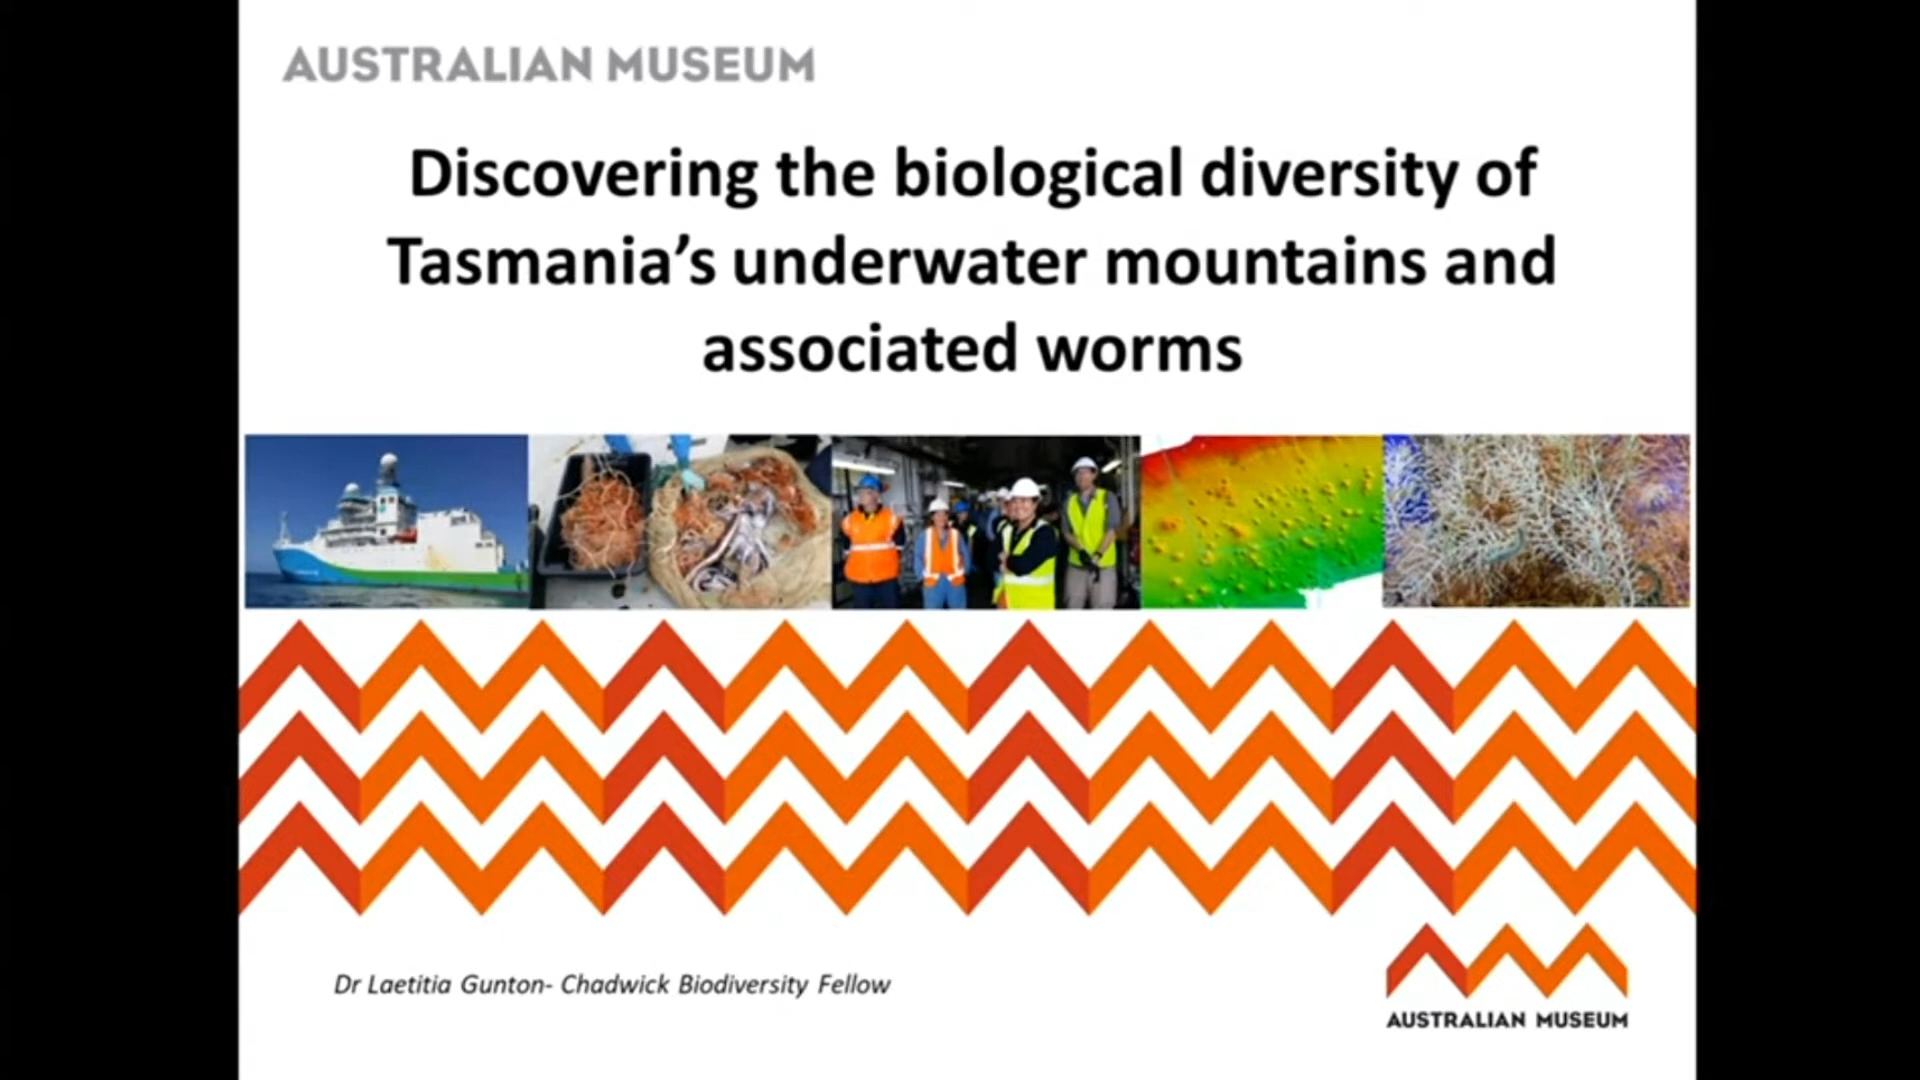 AUSTRALIAN MUSEUM
Discovering the biological diversity of
Tasmania's underwater mountains and
associated worms
Dr Laetitia Gunton- Chadwick Biodiversity Fellow
AUSTRALIAN MUSEUM